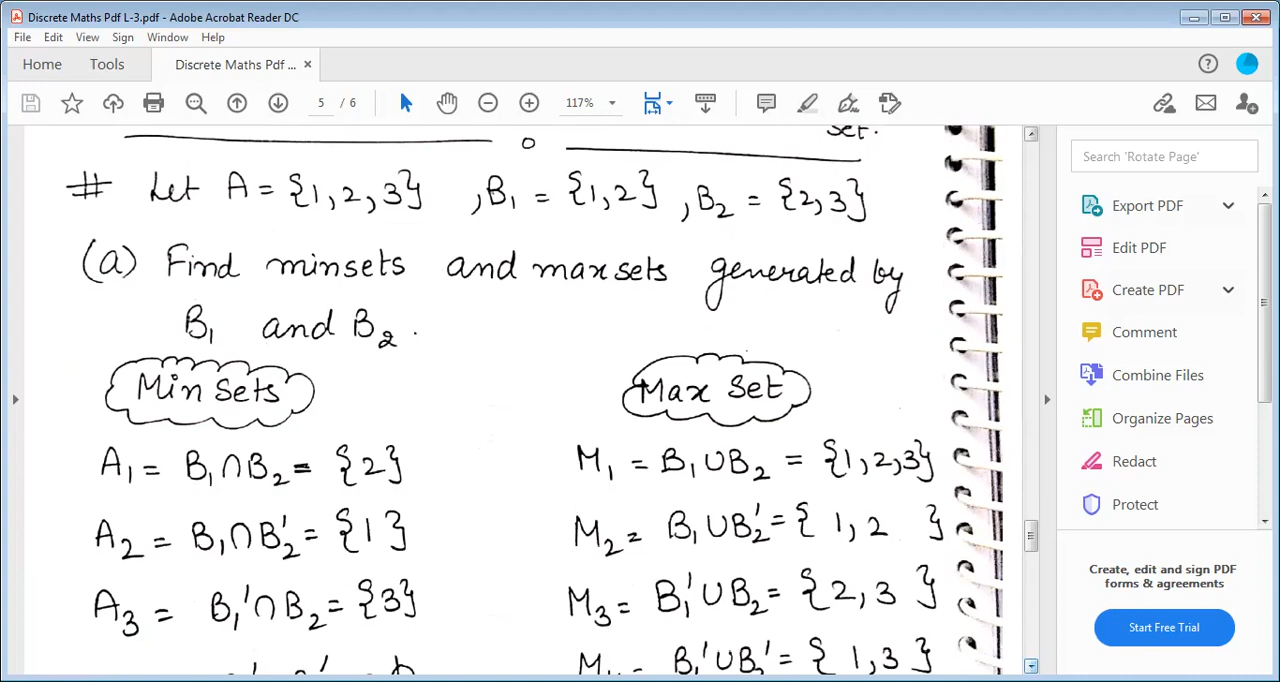 Discrete Maths Pdf L-3.pdf - Adobe Acrobat Reader DC
File Edit View Sign Window Help
Home Tools Discrete Maths Pdf ... ×
5 / 6 117%
set.
# Let A = {1, 2, 3} , B₁ = {1, 2} , B₂ = {2, 3}
(a) Find minsets and maxsets generated by
B₁ and B₂ .
Min Sets
Max Set
A₁ = B₁ ∩ B₂ = {2}
M₁ = B₁ ∪ B₂ = {1, 2, 3}
A₂ = B₁ ∩ B₂' = {1}
M₂ = B₁ ∪ B₂' = { 1, 2 }
A₃ = B₁' ∩ B₂ = {3}
M₃ = B₁' ∪ B₂ = {2, 3 }
B₁' ∪ B₂' = { 1, 3 }
Search 'Rotate Page'
Export PDF
Edit PDF
Create PDF
Comment
Combine Files
Organize Pages
Redact
Protect
Create, edit and sign PDF
forms & agreements
Start Free Trial